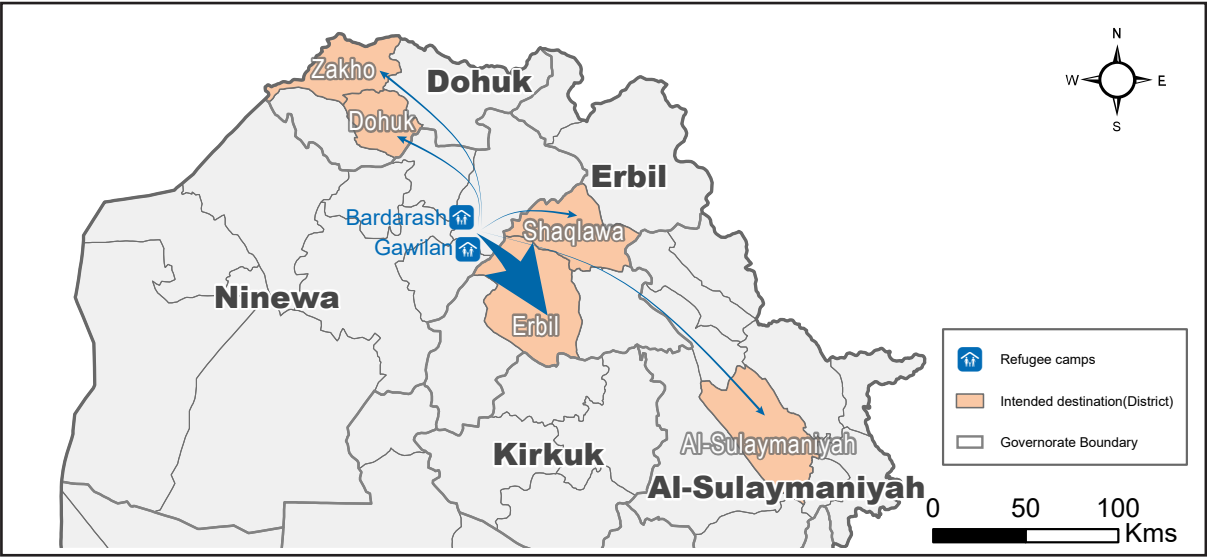 N
W
E
S
Zakho
Dohuk
Dohuk
Erbil
Bardarash
Shaqlawa
Gawilan
Ninewa
Erbil
Refugee camps
Intended destination(District)
Governorate Boundary
Al-Sulaymaniyah
Kirkuk
Al-Sulaymaniyah
0 50 100
Kms